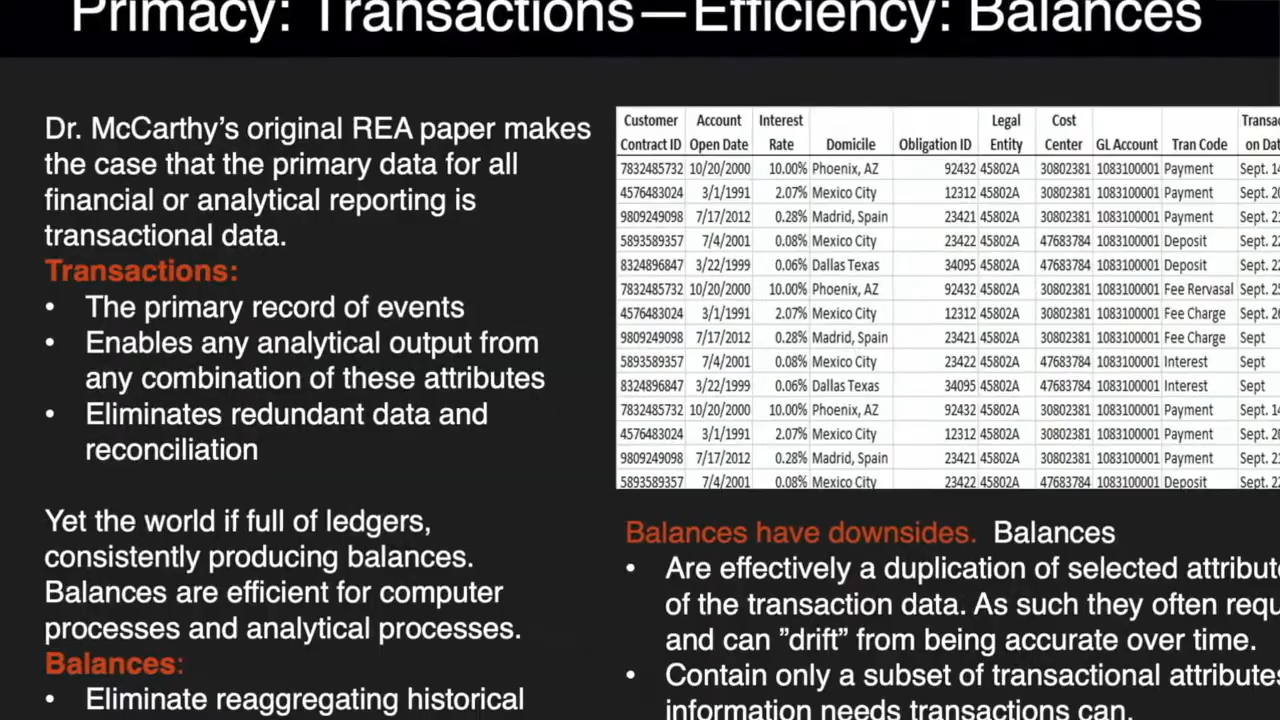 Primacy: Transactions—Efficiency: Balances
Dr. McCarthy's original REA paper makes
the case that the primary data for all
financial or analytical reporting is
transactional data.
Transactions:
• The primary record of events
• Enables any analytical output from
any combination of these attributes
• Eliminates redundant data and
reconciliation
Yet the world if full of ledgers,
consistently producing balances.
Balances are efficient for computer
processes and analytical processes.
Balances:
• Eliminate reaggregating historical
Customer Account Interest Legal Cost Transac
Contract ID Open Date Rate Domicile Obligation ID Entity Center GL Account Tran Code on Dat
7832485732 10/20/2000 10.00% Phoenix, AZ 92432 45802A 30802381 1083100001 Payment Sept. 14
4576483024 3/1/1991 2.07% Mexico City 12312 45802A 30802381 1083100001 Payment Sept. 20
9809249098 7/17/2012 0.28% Madrid, Spain 23421 45802A 30802381 1083100001 Payment Sept. 21
5893589357 7/4/2001 0.08% Mexico City 23422 45802A 47683784 1083100001 Deposit Sept. 22
8324896847 3/22/1999 0.06% Dallas Texas 34095 45802A 47683784 1083100001 Deposit Sept. 22
7832485732 10/20/2000 10.00% Phoenix, AZ 92432 45802A 30802381 1083100001 Fee Rervasal Sept. 25
4576483024 3/1/1991 2.07% Mexico City 12312 45802A 30802381 1083100001 Fee Charge Sept. 26
9809249098 7/17/2012 0.28% Madrid, Spain 23421 45802A 30802381 1083100001 Fee Charge Sept
5893589357 7/4/2001 0.08% Mexico City 23422 45802A 47683784 1083100001 Interest Sept
8324896847 3/22/1999 0.06% Dallas Texas 34095 45802A 47683784 1083100001 Interest Sept
7832485732 10/20/2000 10.00% Phoenix, AZ 92432 45802A 30802381 1083100001 Payment Sept. 14
4576483024 3/1/1991 2.07% Mexico City 12312 45802A 30802381 1083100001 Payment Sept. 20
9809249098 7/17/2012 0.28% Madrid, Spain 23421 45802A 30802381 1083100001 Payment Sept. 21
5893589357 7/4/2001 0.08% Mexico City 23422 45802A 47683784 1083100001 Deposit Sept. 22
Balances have downsides. Balances
• Are effectively a duplication of selected attribute
of the transaction data. As such they often requ
and can ”drift” from being accurate over time.
• Contain only a subset of transactional attributes
information needs transactions can.